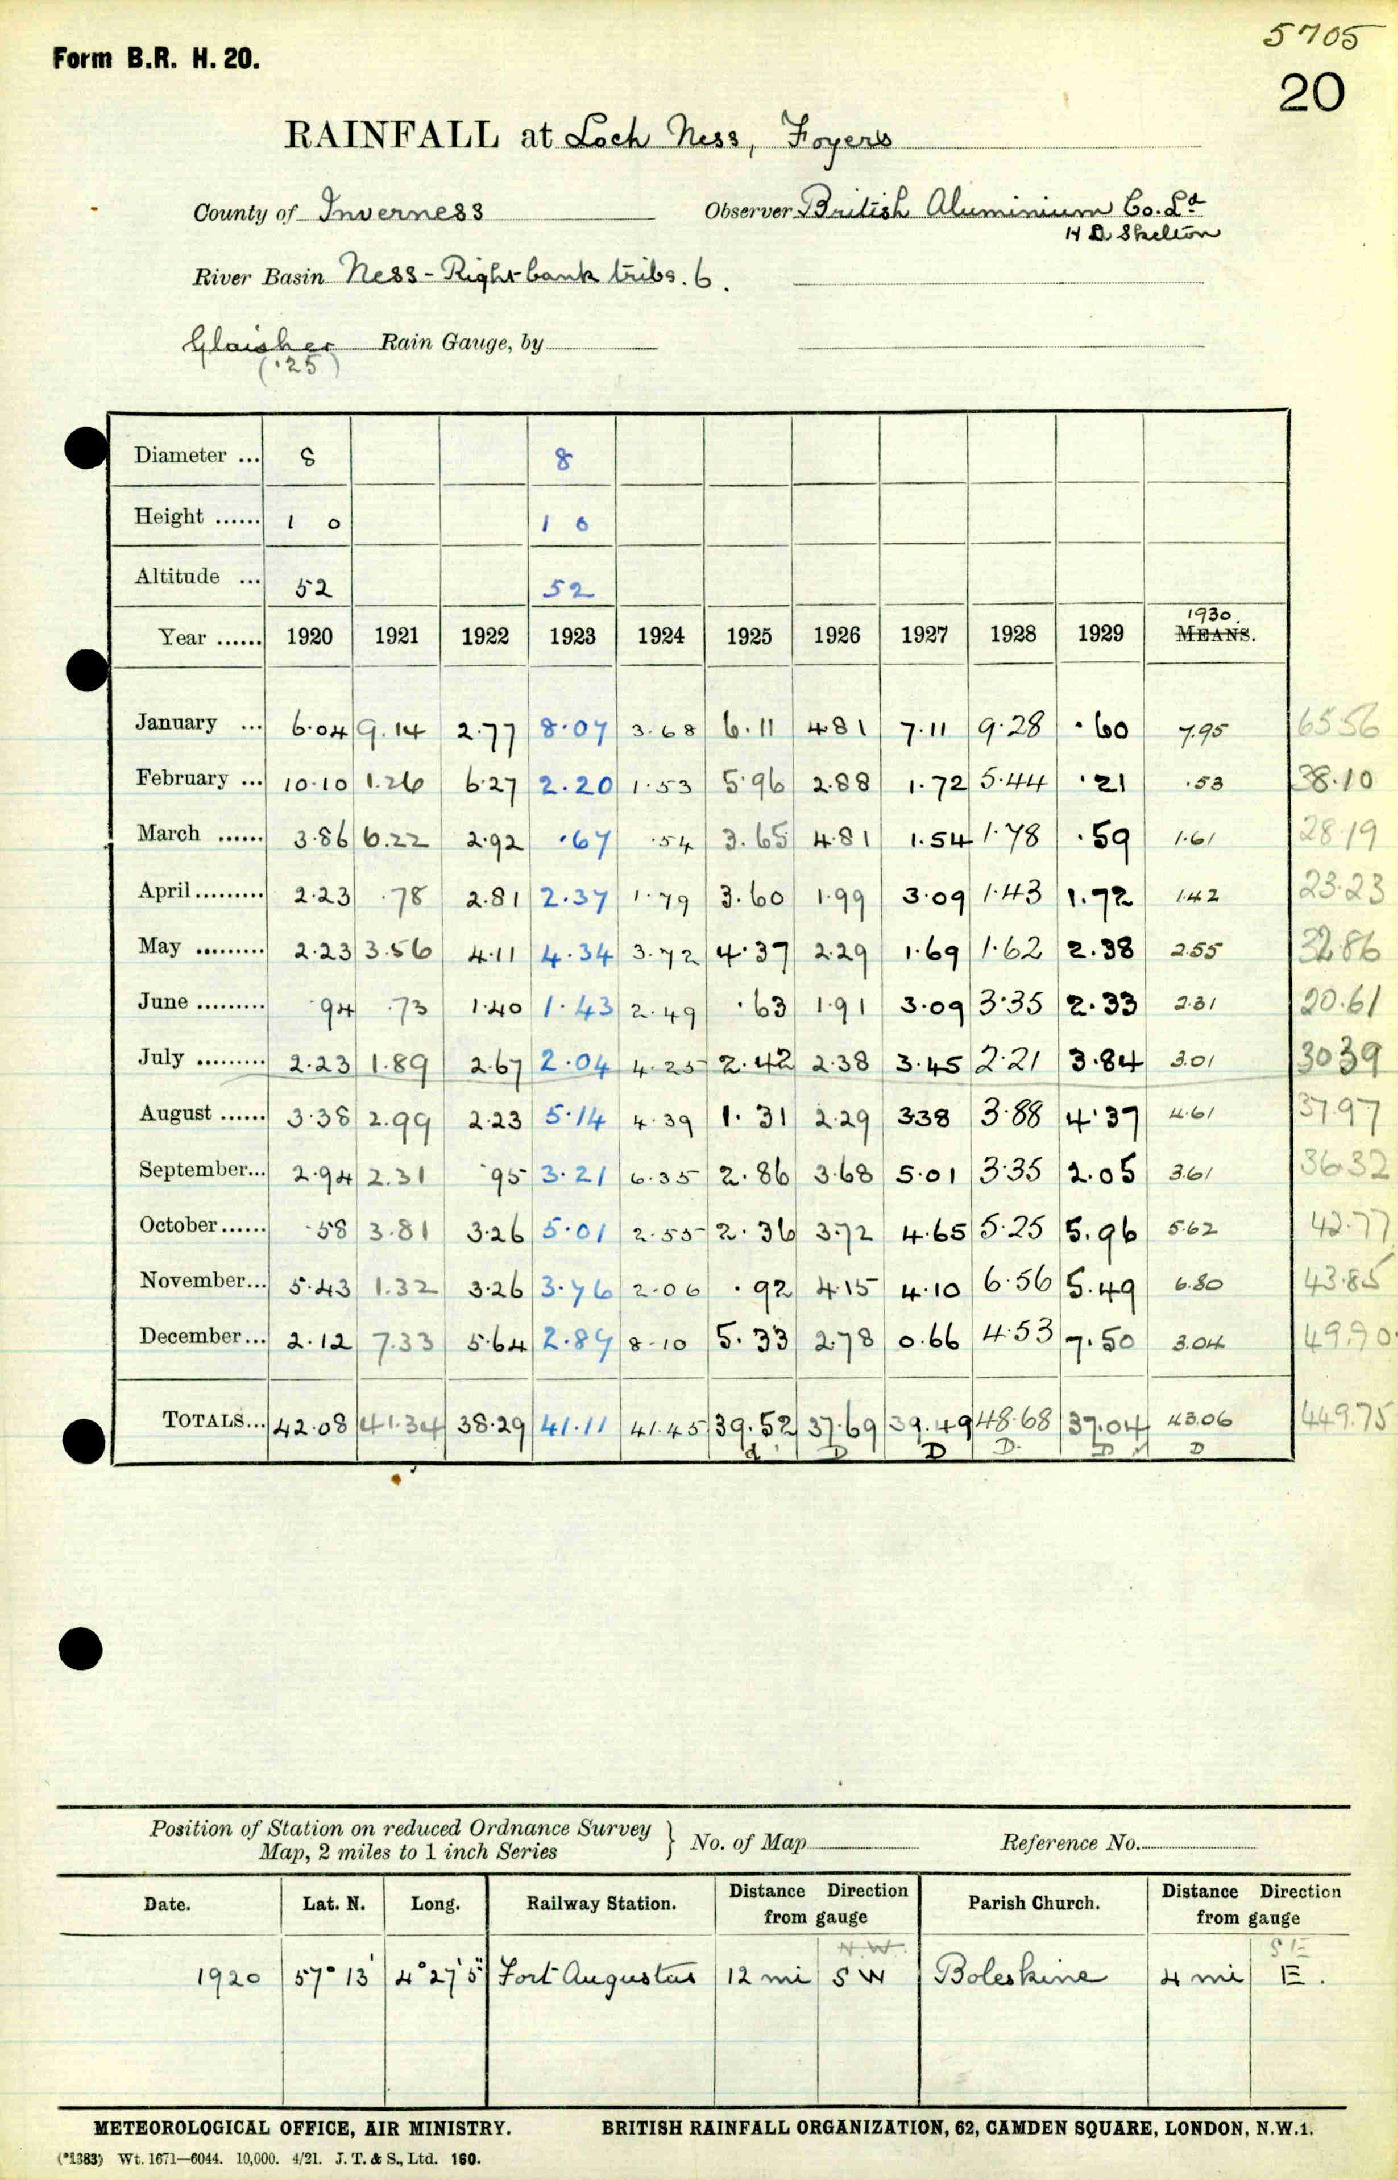 5705
Form B.R. H. 20.
20
RAINFALL at Loch Ness, Foyers
County of Inverness Observer British Aluminium Co. Ld
H D Skelton
River Basin Ness - Right bank tribs. 6.
Glaisher Rain Gauge, by
(.25)
Diameter ... 8 8
Height ...... 1 0 1 0
Altitude ... 52 52
1930.
Year ...... 1920 1921 1922 1923 1924 1925 1926 1927 1928 1929 MEANS.
January ... 6.04 9.14 2.77 8.07 3.68 6.11 4.81 7.11 9.28 .60 7.95 65.56
February ... 10.10 1.26 6.27 2.20 1.53 5.96 2.88 1.72 5.44 .21 .53 38.10
March ...... 3.86 6.22 2.92 .67 .54 3.65 4.81 1.54 1.78 .59 1.61 28.19
April......... 2.23 .78 2.81 2.37 1.79 3.60 1.99 3.09 1.43 1.72 1.42 23.23
May ......... 2.23 3.56 4.11 4.34 3.72 4.37 2.29 1.69 1.62 2.38 2.55 32.86
June ......... .94 .73 1.40 1.43 2.49 .63 1.91 3.09 3.35 2.33 2.31 20.61
July ......... 2.23 1.89 2.67 2.04 4.25 2.42 2.38 3.45 2.21 3.84 3.01 30.39
August ...... 3.38 2.99 2.23 5.14 4.39 1.31 2.29 3.38 3.88 4.37 4.61 37.97
September... 2.94 2.31 .95 3.21 6.35 2.86 3.68 5.01 3.35 2.05 3.61 36.32
October...... .58 3.81 3.26 5.01 2.55 2.36 3.72 4.65 5.25 5.96 5.62 42.77
November... 5.43 1.32 3.26 3.76 2.06 .92 4.15 4.10 6.56 5.49 6.80 43.85
December... 2.12 7.33 5.64 2.87 8.10 5.33 2.78 0.66 4.53 7.50 3.04 49.90
TOTALS... 42.08 41.34 38.29 41.11 41.45 39.52 37.69 39.49 48.68 37.04 43.06 449.75
d D D D. D D
Position of Station on reduced Ordnance Survey
Map, 2 miles to 1 inch Series } No. of Map Reference No.
Date. Lat. N. Long. Railway Station. Distance Direction from gauge Parish Church. Distance Direction from gauge
N.W. SE
1920 57° 13' 4° 27' 5" Fort Augustus 12 mi SW Boleskine 4 mi E.
METEOROLOGICAL OFFICE, AIR MINISTRY. BRITISH RAINFALL ORGANIZATION, 62, CAMDEN SQUARE, LONDON, N.W.1.
(*1383) Wt. 1671—6044. 10,000. 4/21. J. T. & S., Ltd. 160.